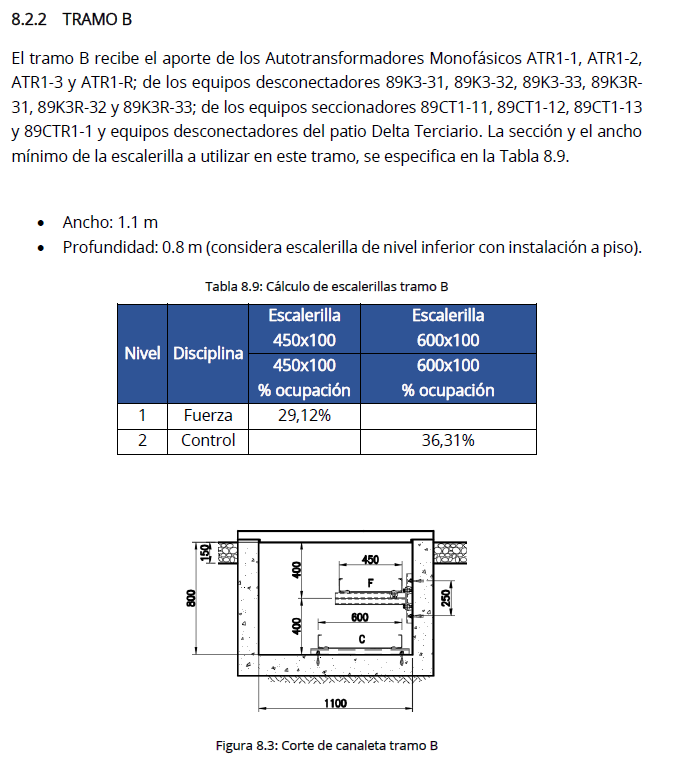 8.2.2 TRAMO B
El tramo B recibe el aporte de los Autotransformadores Monofásicos ATR1-1, ATR1-2,
ATR1-3 y ATR1-R; de los equipos desconectadores 89K3-31, 89K3-32, 89K3-33, 89K3R-
31, 89K3R-32 y 89K3R-33; de los equipos seccionadores 89CT1-11, 89CT1-12, 89CT1-13
y 89CTR1-1 y equipos desconectadores del patio Delta Terciario. La sección y el ancho
mínimo de la escalerilla a utilizar en este tramo, se especifica en la Tabla 8.9.
• Ancho: 1.1 m
• Profundidad: 0.8 m (considera escalerilla de nivel inferior con instalación a piso).
Tabla 8.9: Cálculo de escalerillas tramo B
Nivel Disciplina Escalerilla 450x100 Escalerilla 600x100
450x100 % ocupación 600x100 % ocupación
1 Fuerza 29,12%
2 Control 36,31%
150
450
400
F
800
250
600
400
C
1100
Figura 8.3: Corte de canaleta tramo B